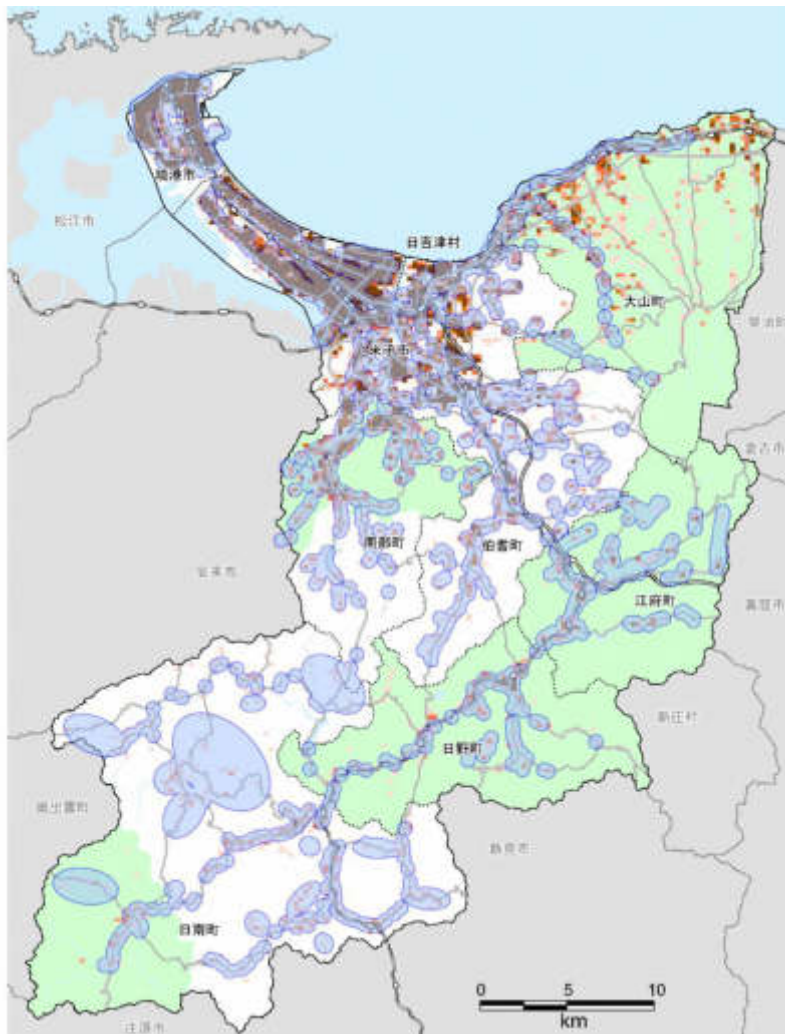 境港市
松江市
日吉津村
大山町
琴浦町
米子市
倉吉市
南部町
伯耆町
安来市
江府町
真庭市
新庄村
日野町
奥出雲町
新見市
日南町
庄原市
0 5 10
km